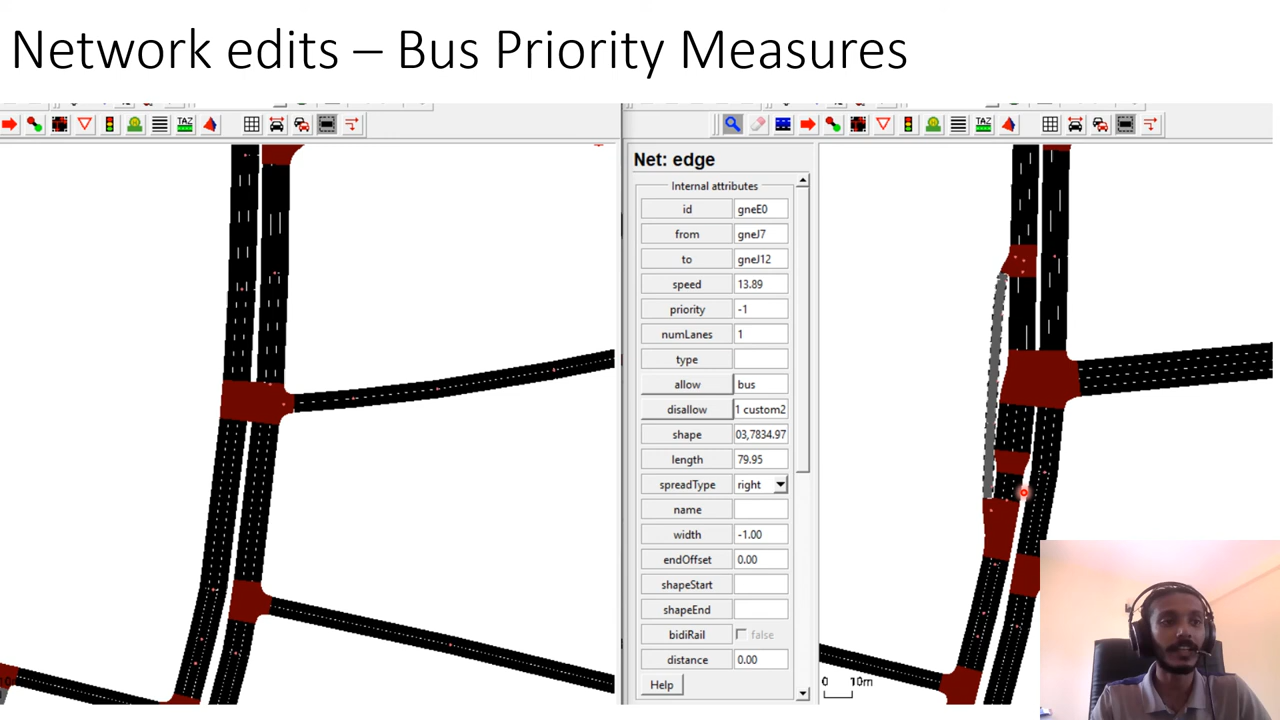 Network edits – Bus Priority Measures
TAZ
TAZ
Net: edge
Internal attributes
id gneE0
from gneJ7
to gneJ12
speed 13.89
priority -1
numLanes 1
type
allow bus
disallow 1 custom2
shape 03,7834.97
length 79.95
spreadType right
name
width -1.00
endOffset 0.00
shapeStart
shapeEnd
bidiRail false
distance 0.00
Help
0 10m